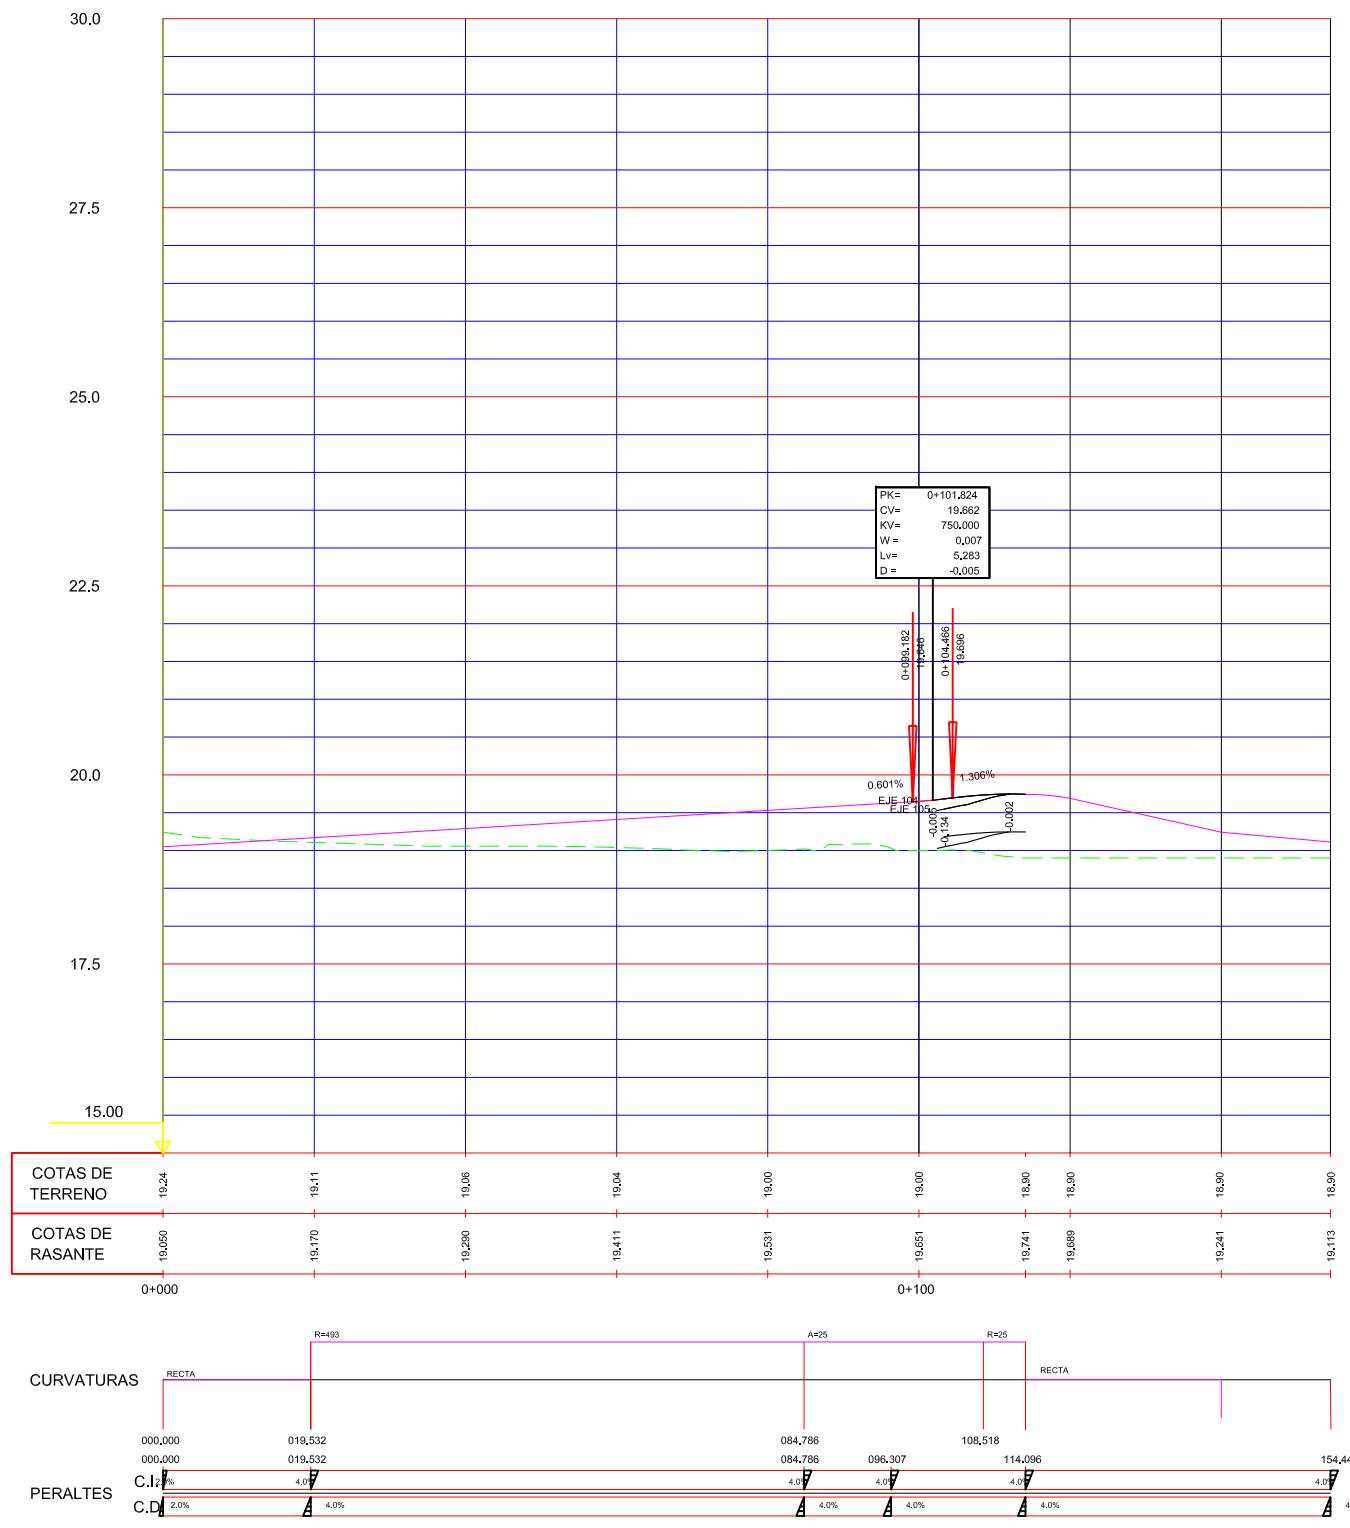 30.0
27.5
25.0
PK= 0+101.824
CV= 19.662
KV= 750.000
W = 0.007
Lv= 5.283
D = -0.005
22.5
0+099.182
19.646
0+104.466
19.696
20.0
0.601%
1.306%
EJE 104
EJE 105
-0.134
-0.002
17.5
15.00
COTAS DE
TERRENO
19.24 19.11 19.06 19.04 19.00 19.00 18.90 18.90 18.90 18.90
COTAS DE
RASANTE
19.050 19.170 19.290 19.411 19.531 19.651 19.741 19.689 19.241 19.113
0+000 0+100
R=493 A=25 R=25
CURVATURAS
RECTA RECTA
000.000 019.532 084.786 108.518
000.000 019.532 084.786 096.307 114.096 154.44
PERALTES
C.I. 2.0% 4.0% 4.0% 4.0% 4.0% 4.0%
C.D 2.0% 4.0% 4.0% 4.0% 4.0% 4